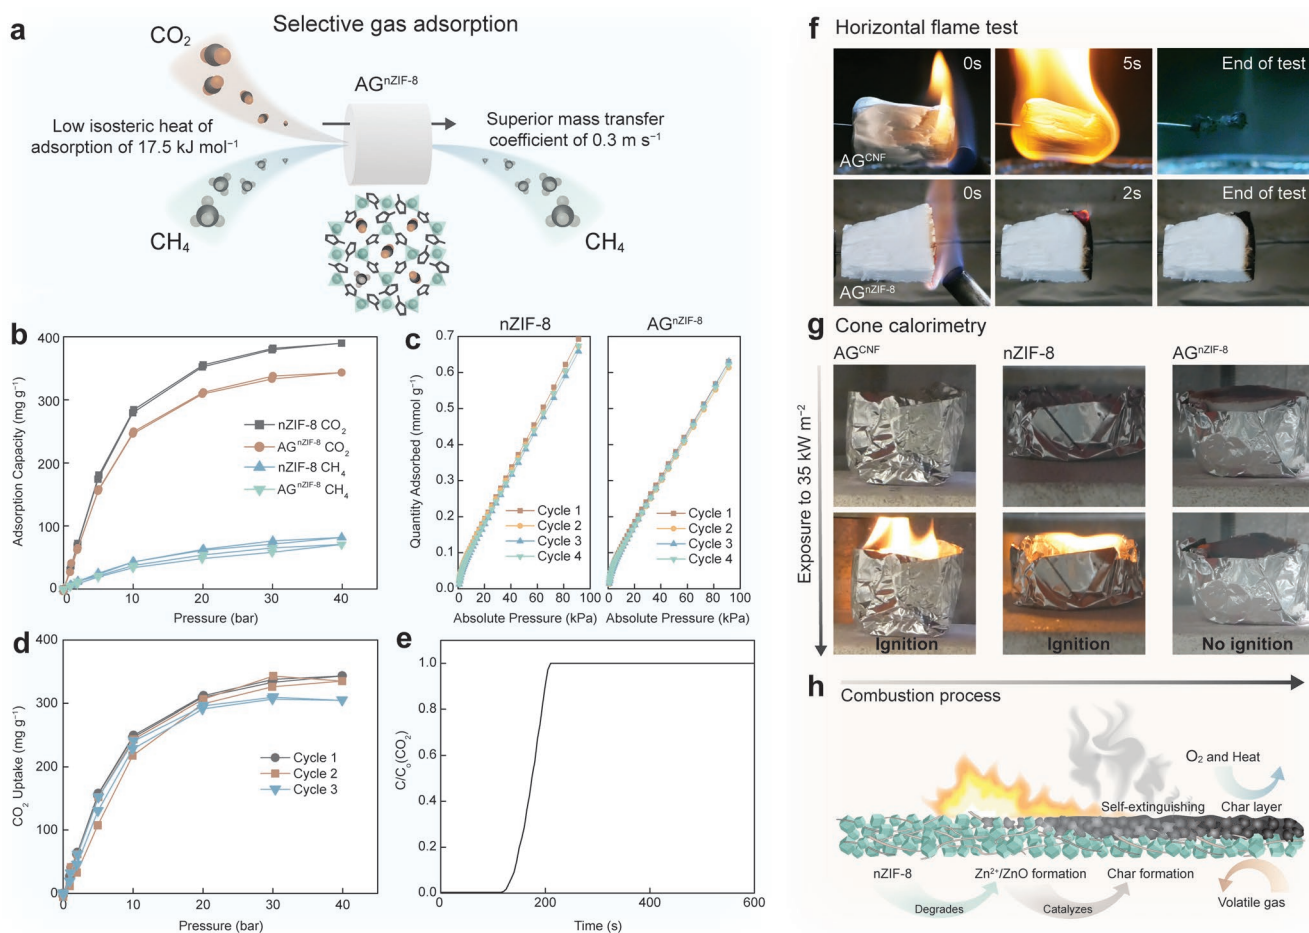 a
Selective gas adsorption
CO2
AGnZIF-8
Low isosteric heat of
adsorption of 17.5 kJ mol−1
Superior mass transfer
coefficient of 0.3 m s−1
CH4
CH4
b
400
300
200
100
0
0
10
20
30
40
Adsorption Capacity (mg g−1)
Pressure (bar)
nZIF-8 CO2
AGnZIF-8 CO2
nZIF-8 CH4
AGnZIF-8 CH4
c
nZIF-8
AGnZIF-8
0.7
0.6
0.5
0.4
0.3
0.2
0.1
0.0
Quantity Adsorbed (mmol g−1)
Cycle 1
Cycle 2
Cycle 3
Cycle 4
Cycle 1
Cycle 2
Cycle 3
Cycle 4
0 20 40 60 80 100
0 20 40 60 80 100
Absolute Pressure (kPa)
Absolute Pressure (kPa)
d
400
300
200
100
0
0
10
20
30
40
CO2 Uptake (mg g−1)
Pressure (bar)
Cycle 1
Cycle 2
Cycle 3
e
1.0
0.8
0.6
0.4
0.2
0.0
0
200
400
600
C/Co(CO2)
Time (s)
f
Horizontal flame test
0s
5s
End of test
AGCNF
0s
2s
End of test
AGnZIF-8
g
Cone calorimetry
AGCNF
nZIF-8
AGnZIF-8
Exposure to 35 kW m−2
Ignition
Ignition
No ignition
h
Combustion process
O2 and Heat
Self-extinguishing
Char layer
nZIF-8
Zn2+/ZnO formation
Char formation
Degrades
Catalyzes
Volatile gas